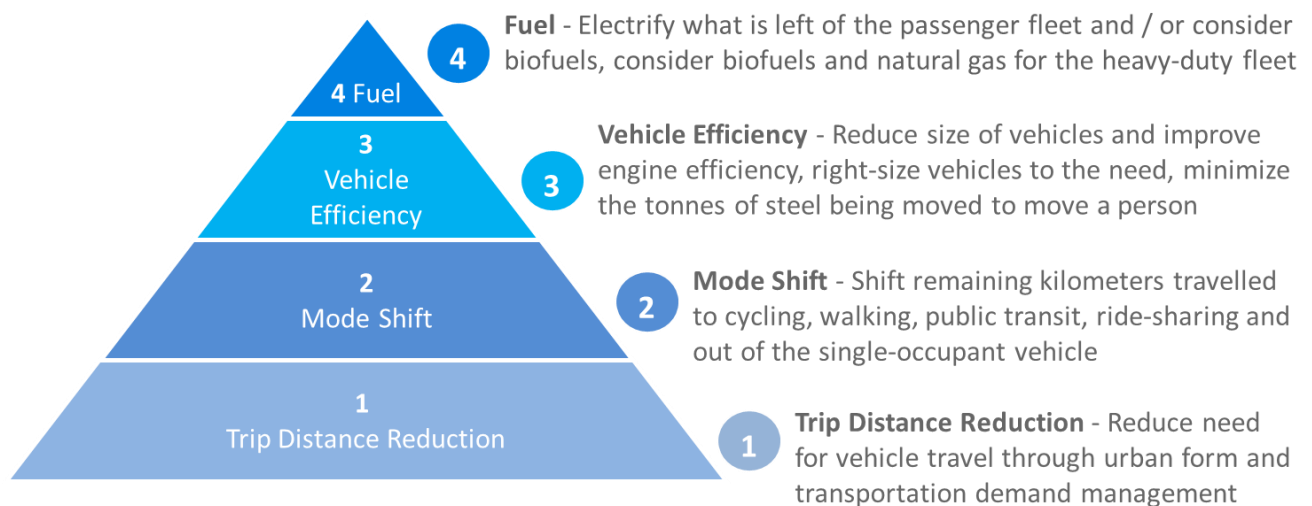 4 Fuel
3
Vehicle
Efficiency
2
Mode Shift
1
Trip Distance Reduction
4
Fuel - Electrify what is left of the passenger fleet and / or consider
biofuels, consider biofuels and natural gas for the heavy-duty fleet
3
Vehicle Efficiency - Reduce size of vehicles and improve
engine efficiency, right-size vehicles to the need, minimize
the tonnes of steel being moved to move a person
2
Mode Shift - Shift remaining kilometers travelled
to cycling, walking, public transit, ride-sharing and
out of the single-occupant vehicle
1
Trip Distance Reduction - Reduce need
for vehicle travel through urban form and
transportation demand management